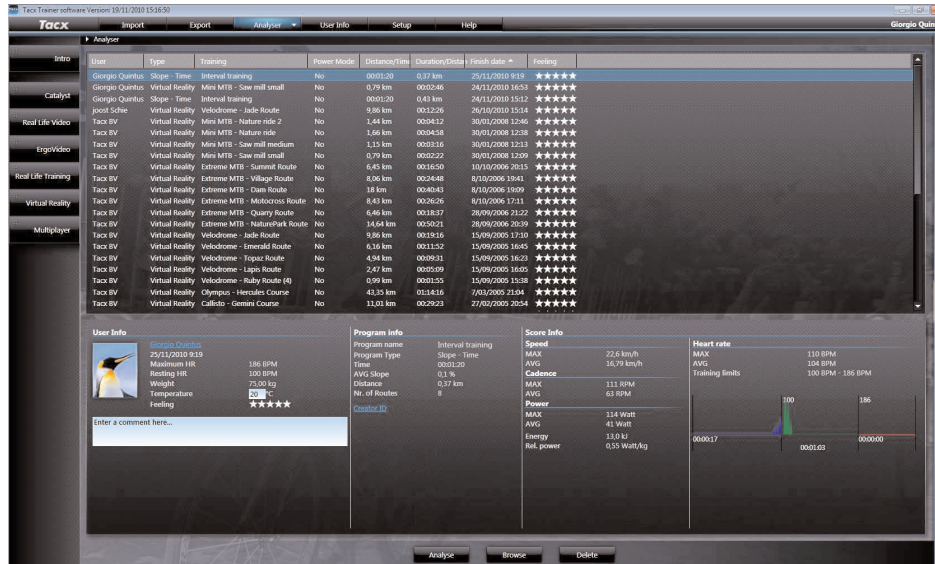 Tacx Trainer software Versioni 19/11/2010 15:16:50
Tacx Import Export Analyser User Info Setup Help Giorgio Quin
Analyser
Intro
Catalyst
Real Life Video
ErgoVideo
Real Life Training
Virtual Reality
Multiplayer
User Type Training Power Mode Distance/Time Duration/Distan Finish date Feeling
Giorgio Quintus Slope - Time Interval training No 00:01:20 0,37 km 25/11/2010 9:19 ★★★★★
Giorgio Quintus Virtual Reality Mini MTB - Saw mill small No 0,79 km 00:02:46 24/11/2010 16:53 ★★★★★
Giorgio Quintus Slope - Time Interval training No 00:01:20 0,43 km 24/11/2010 15:12 ★★★★★
joost Schie Virtual Reality Velodrome - Jade Route No 9,86 km 00:12:26 26/10/2010 15:14 ★★★★★
Tacx BV Virtual Reality Mini MTB - Nature ride 2 No 1,44 km 00:04:12 30/01/2008 12:46 ★★★★★
Tacx BV Virtual Reality Mini MTB - Nature ride No 1,66 km 00:04:58 30/01/2008 12:38 ★★★★★
Tacx BV Virtual Reality Mini MTB - Saw mill medium No 1,15 km 00:03:16 30/01/2008 12:13 ★★★★★
Tacx BV Virtual Reality Mini MTB - Saw mill small No 0,79 km 00:02:22 30/01/2008 12:09 ★★★★★
Tacx BV Virtual Reality Extreme MTB - Summit Route No 6,45 km 00:16:50 10/10/2006 20:15 ★★★★★
Tacx BV Virtual Reality Extreme MTB - Village Route No 8,06 km 00:24:48 8/10/2006 19:41 ★★★★★
Tacx BV Virtual Reality Extreme MTB - Dam Route No 18 km 00:40:43 8/10/2006 19:09 ★★★★★
Tacx BV Virtual Reality Extreme MTB - Motocross Route No 8,43 km 00:26:26 8/10/2006 17:11 ★★★★★
Tacx BV Virtual Reality Extreme MTB - Quarry Route No 6,46 km 00:18:37 28/09/2006 21:22 ★★★★★
Tacx BV Virtual Reality Extreme MTB - NaturePark Route No 14,64 km 00:50:21 28/09/2006 20:39 ★★★★★
Tacx BV Virtual Reality Velodrome - Jade Route No 9,86 km 00:19:16 15/09/2005 17:10 ★★★★★
Tacx BV Virtual Reality Velodrome - Emerald Route No 6,16 km 00:11:52 15/09/2005 16:45 ★★★★★
Tacx BV Virtual Reality Velodrome - Topaz Route No 4,94 km 00:09:31 15/09/2005 16:23 ★★★★★
Tacx BV Virtual Reality Velodrome - Lapis Route No 2,47 km 00:05:09 15/09/2005 16:05 ★★★★★
Tacx BV Virtual Reality Velodrome - Ruby Route (4) No 0,99 km 00:01:55 15/09/2005 15:38 ★★★★★
Tacx BV Virtual Reality Olympus - Hercules Course No 43,35 km 01:14:16 7/03/2005 21:04 ★★★★★
Tacx BV Virtual Reality Callisto - Gemini Course No 11,01 km 00:29:23 27/02/2005 20:54 ★★★★★
User Info
Giorgio Quintus
25/11/2010 9:19
Maximum HR 186 BPM
Resting HR 100 BPM
Weight 75,00 kg
Temperature 20 °C
Feeling ★★★★★
Enter a comment here...
Program info
Program name Interval training
Program Type Slope - Time
Time 00:01:20
AVG Slope 0,1 %
Distance 0,37 km
Nr. of Routes 8
Creator ID
Score Info
Speed
MAX 22,6 km/h
AVG 16,79 km/h
Cadence
MAX 111 RPM
AVG 63 RPM
Power
MAX 114 Watt
AVG 41 Watt
Energy 13,0 kJ
Rel. power 0,55 Watt/kg
Heart rate
MAX 110 BPM
AVG 104 BPM
Training limits 100 BPM - 186 BPM
100 186
00:00:17 00:00:00
00:01:03
Analyse Browse Delete